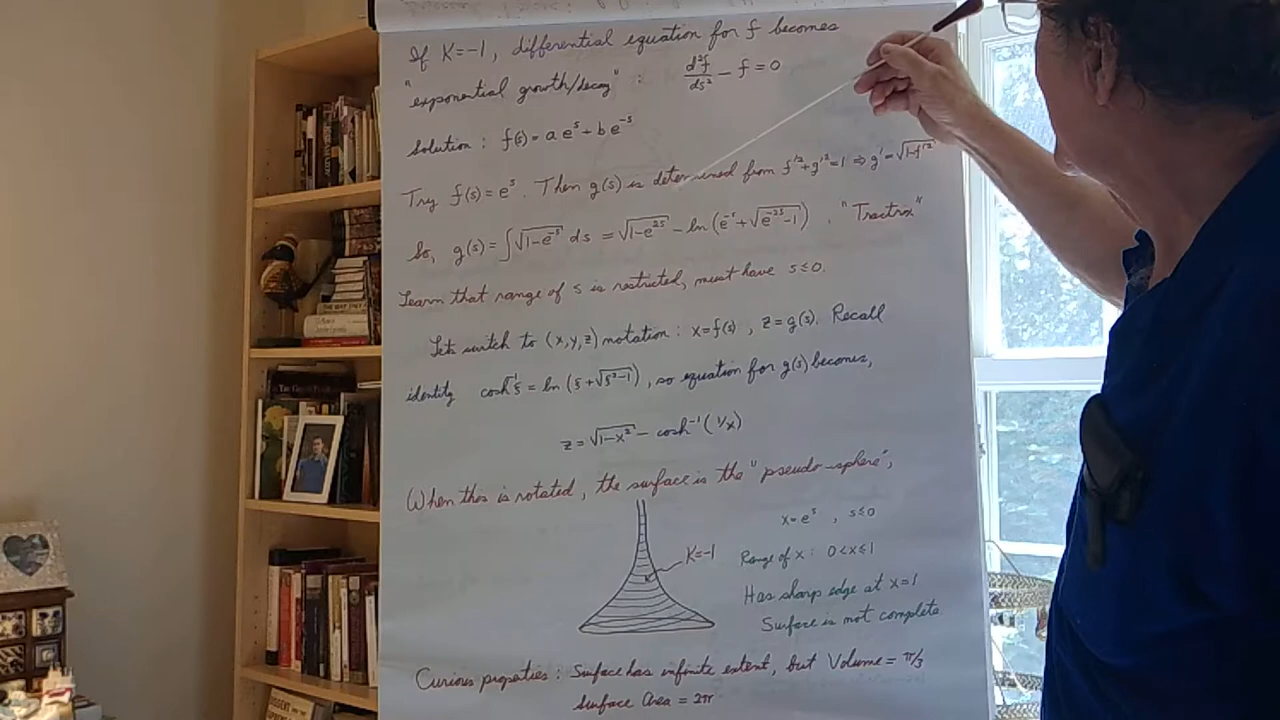 If K=-1, differential equation for f becomes
"exponential growth/decay" : d²f/ds² - f = 0
Solution : f(s) = a e^s + b e^-s
Try f(s) = e^s. Then g(s) is determined from f'²+g'²=1 ⇒ g'=√(1-f'²)
So, g(s) = ∫√(1-e^-s) ds = √(1-e^2s) - ln(e^-s + √(e^-2s -1)). "Tractrix"
Learn that range of s is restricted, must have s≤0.
Lets switch to (x,y,z) notation : x=f(s), z=g(s). Recall
identity cosh^-1 ξ = ln(ξ+√(ξ²-1)), so equation for g(s) becomes,
z = √(1-x²) - cosh^-1(1/x)
When this is rotated, the surface is the "pseudo-sphere",
x=e^s, s≤0
K=-1
Range of x: 0<x≤1
Has sharp edge at x=1
Surface is not complete.
Curious properties : Surface has infinite extent, but Volume = π/3
Surface Area = 2π